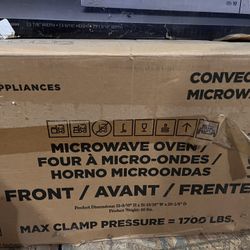 PPLIANCES
CONVEC
MICROW
MICROWAVE OVEN /
FOUR À MICRO-ONDES /
HORNO MICROONDAS
FRONT / AVANT / FRENTE
MAX CLAMP PRESSURE = 1700 LBS.